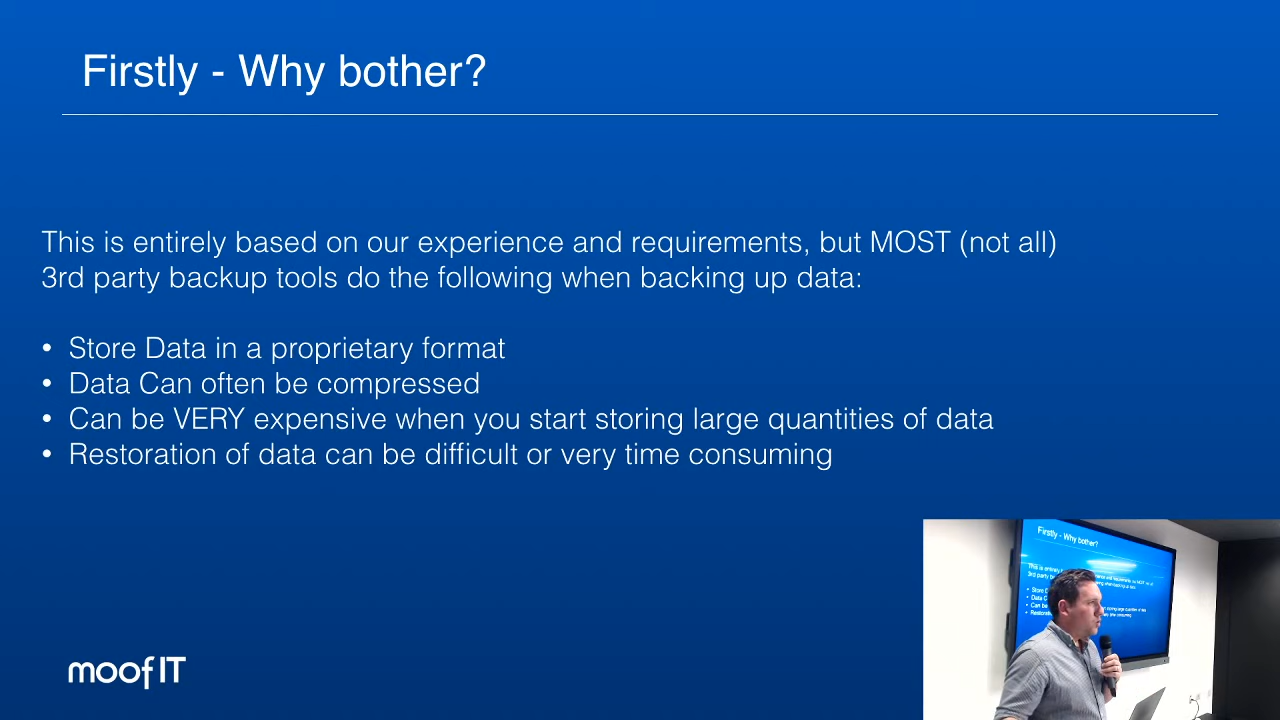 Firstly - Why bother?
This is entirely based on our experience and requirements, but MOST (not all)
3rd party backup tools do the following when backing up data:
• Store Data in a proprietary format
• Data Can often be compressed
• Can be VERY expensive when you start storing large quantities of data
• Restoration of data can be difficult or very time consuming
Firstly - Why bother?
moof IT